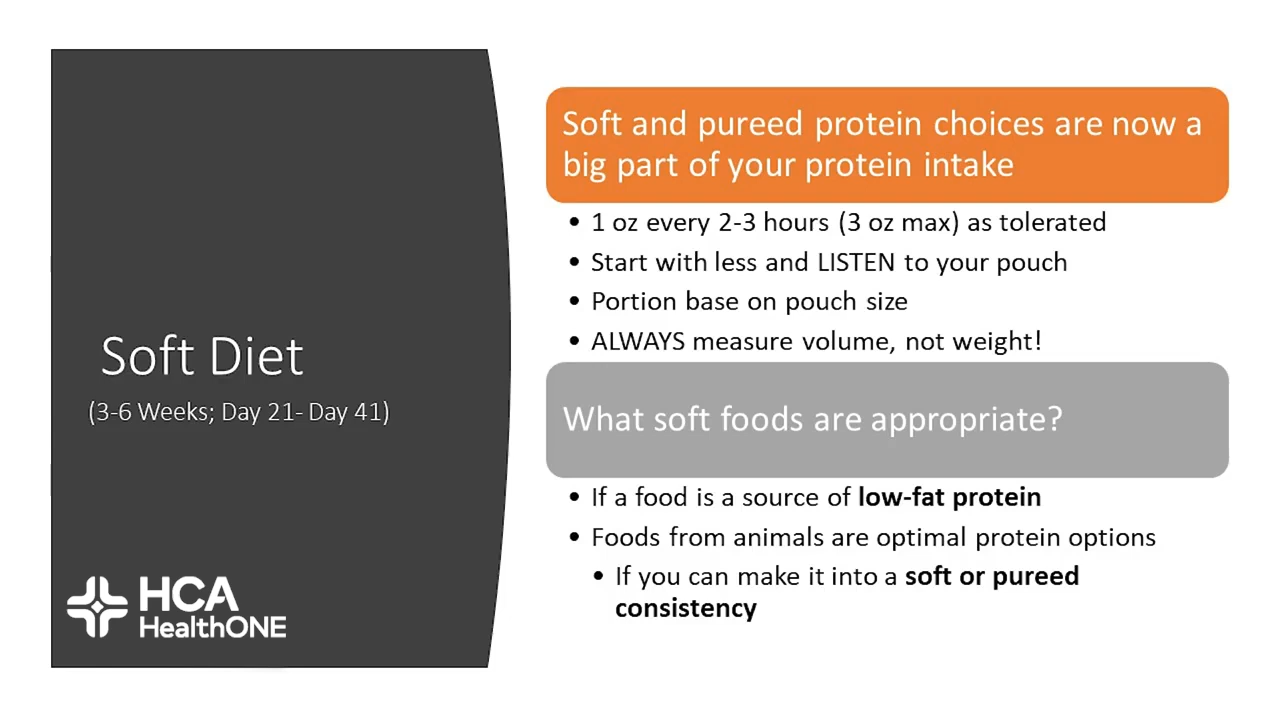 Soft Diet
(3-6 Weeks; Day 21- Day 41)
HCA
HealthONE
Soft and pureed protein choices are now a
big part of your protein intake
• 1 oz every 2-3 hours (3 oz max) as tolerated
• Start with less and LISTEN to your pouch
• Portion base on pouch size
• ALWAYS measure volume, not weight!
What soft foods are appropriate?
• If a food is a source of low-fat protein
• Foods from animals are optimal protein options
• If you can make it into a soft or pureed
consistency